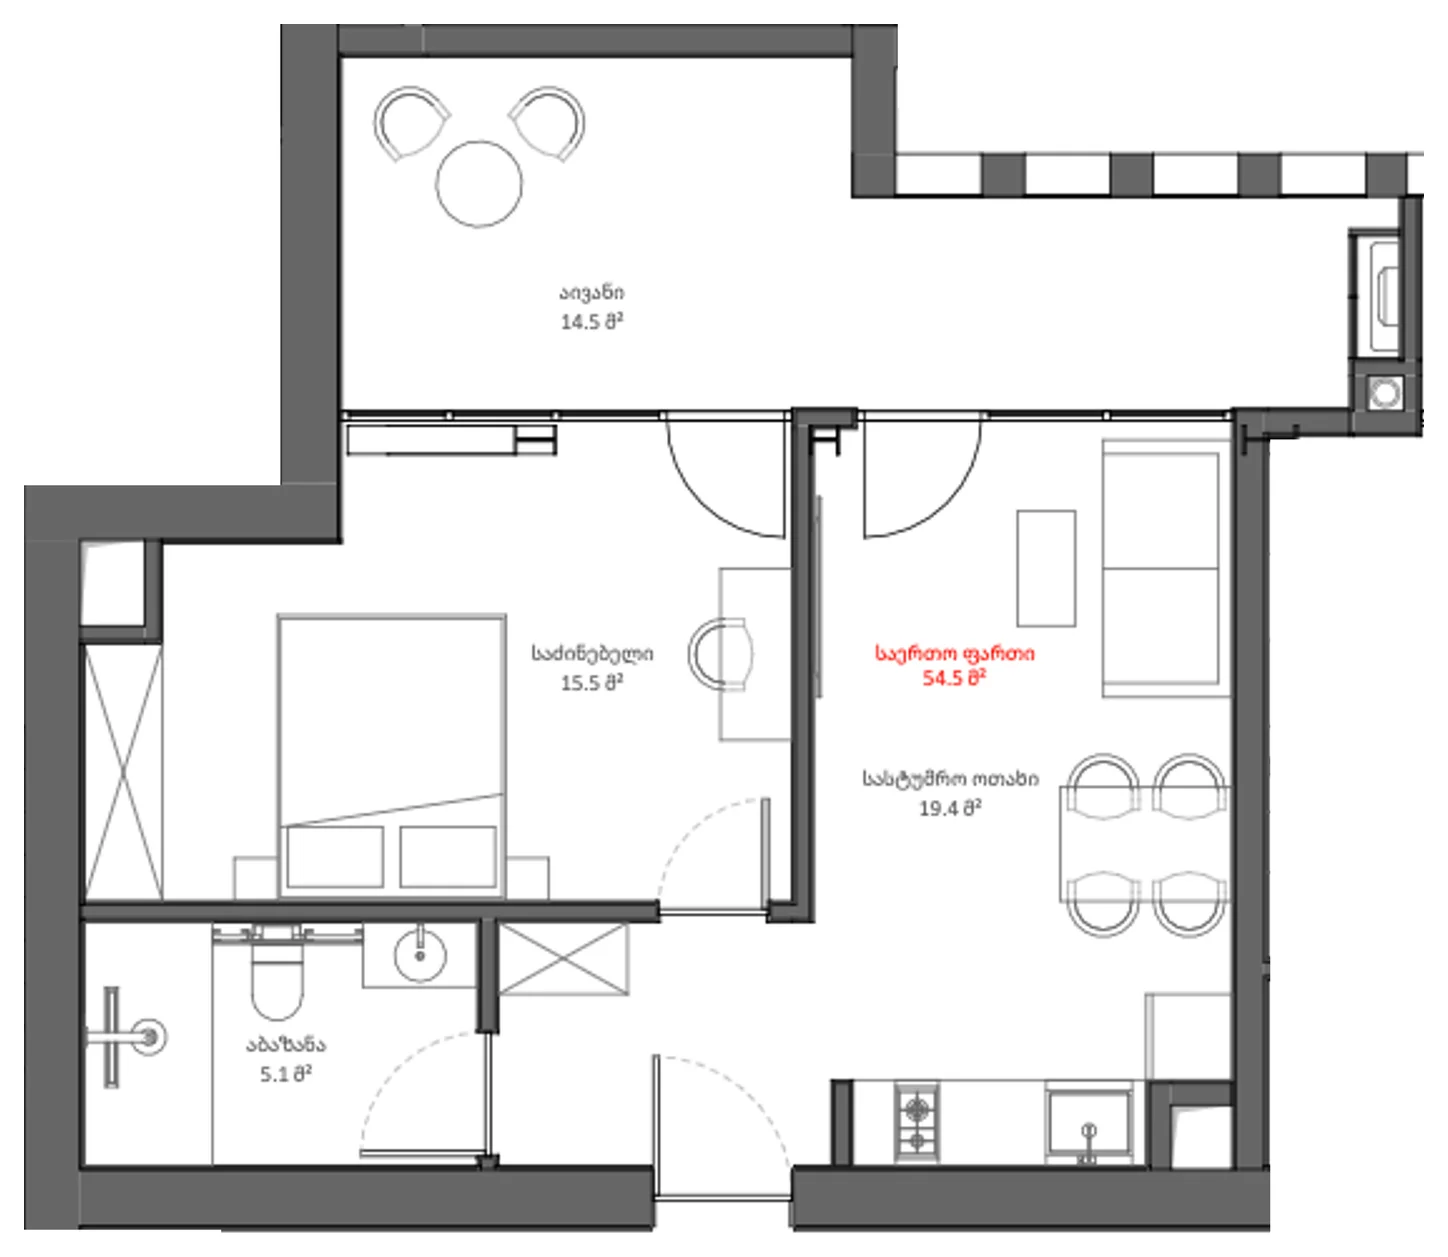 აივანი
14.5 მ²
საძინებელი
15.5 მ²
საერთო ფართი
54.5 მ²
სასტუმრო ოთახი
19.4 მ²
აბაზანა
5.1 მ²